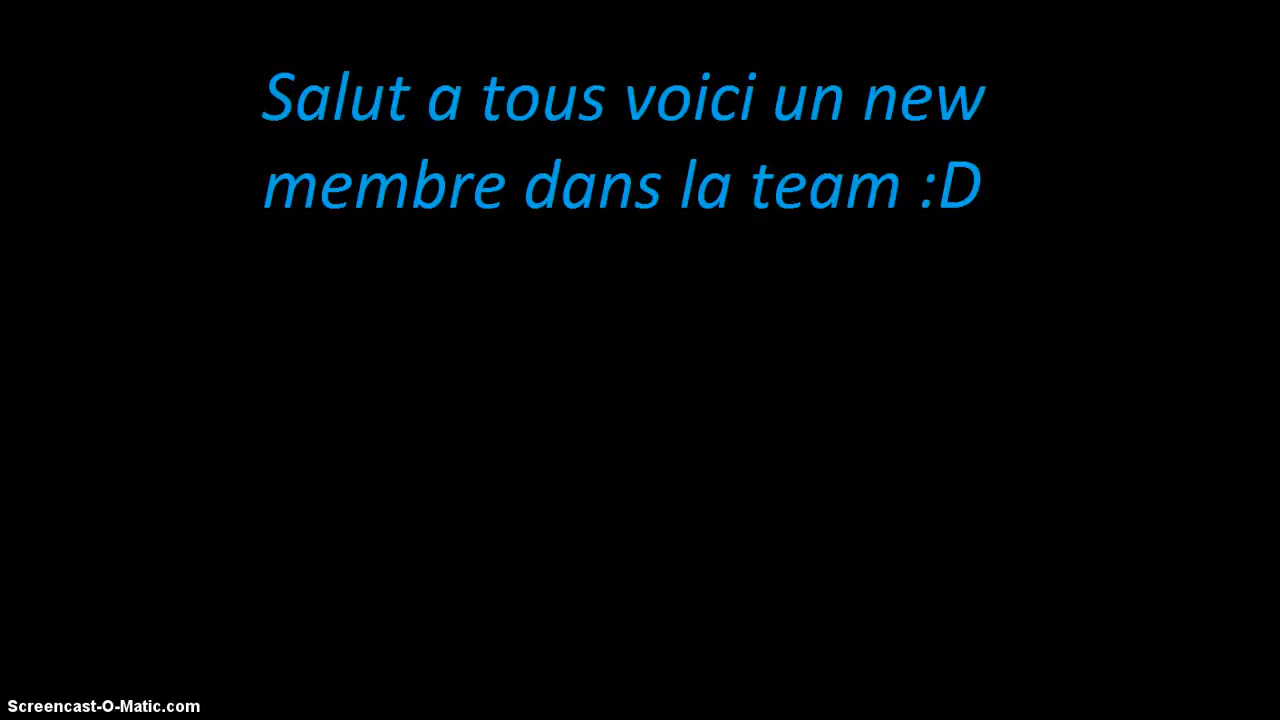 Salut a tous voici un new
membre dans la team :D
Screencast-O-Matic.com